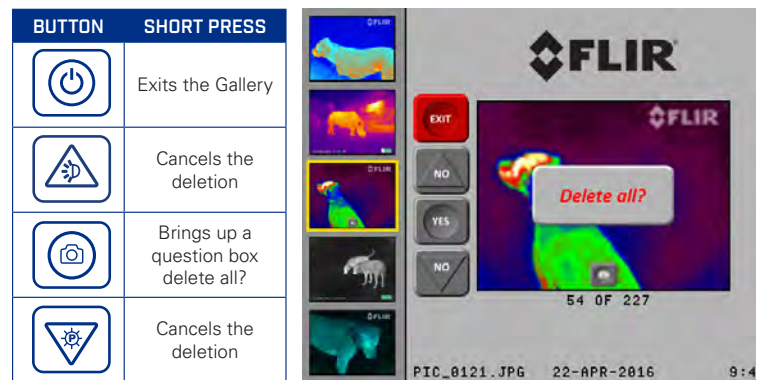 BUTTON SHORT PRESS
Exits the Gallery
Cancels the
deletion
Brings up a
question box
delete all?
P
Cancels the
deletion
FLIR
FLIR
FLIR
FLIR
FLIR
EXIT
NO
YES
NO
FLIR
Delete all?
54 OF 227
PIC_0121.JPG 22-APR-2016 9:4